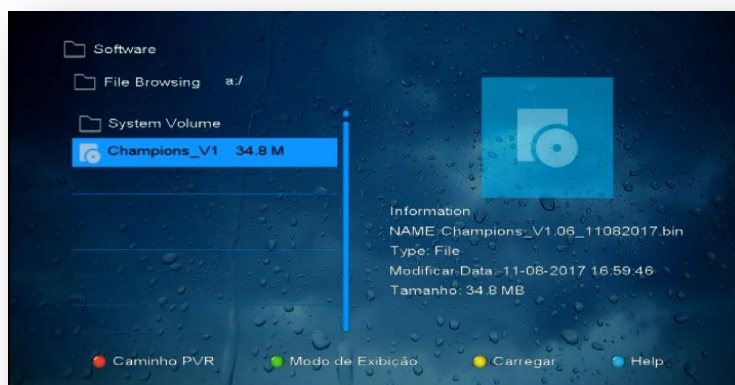 Software
File Browsing a:/
System Volume
Champions_V1 34.8 M
Information
NAME:Champions_V1.06_11082017.bin
Type: File
Modificar Data: 11-08-2017 16:59:46
Tamanho: 34.8 MB
Caminho PVR Modo de Exibicão Carregar Help